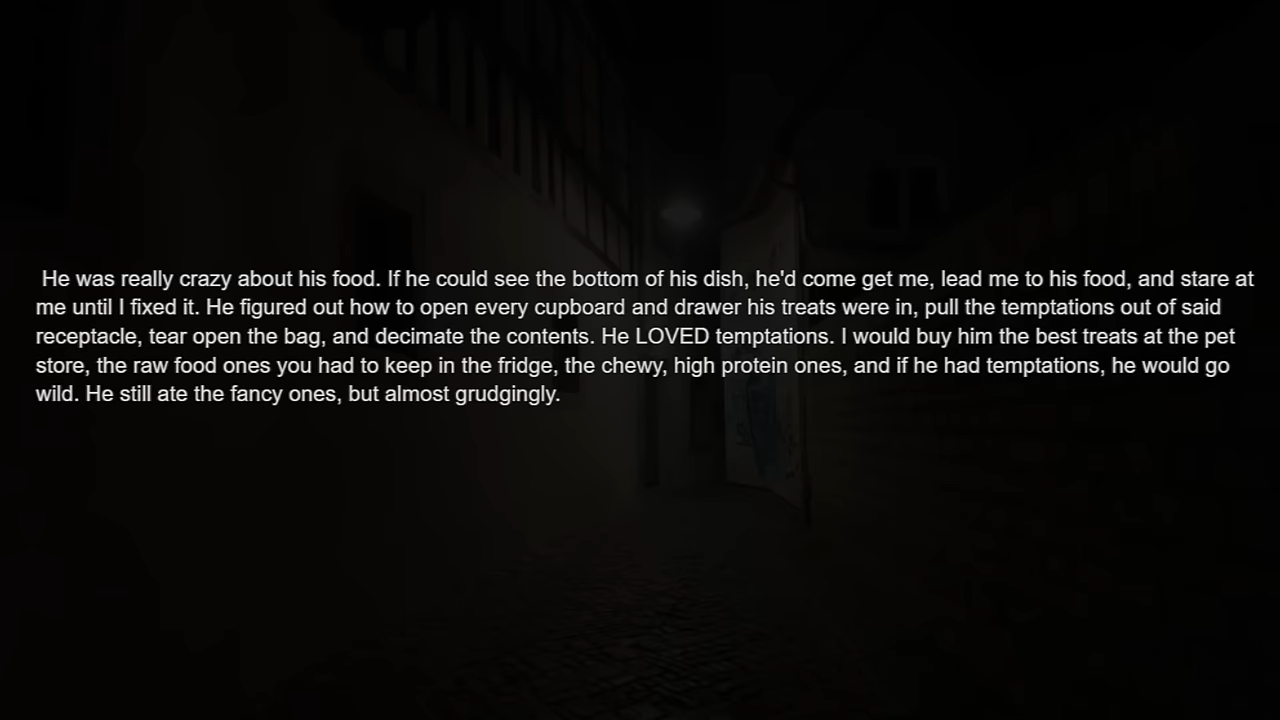 He was really crazy about his food. If he could see the bottom of his dish, he'd come get me, lead me to his food, and stare at
me until I fixed it. He figured out how to open every cupboard and drawer his treats were in, pull the temptations out of said
receptacle, tear open the bag, and decimate the contents. He LOVED temptations. I would buy him the best treats at the pet
store, the raw food ones you had to keep in the fridge, the chewy, high protein ones, and if he had temptations, he would go
wild. He still ate the fancy ones, but almost grudgingly.